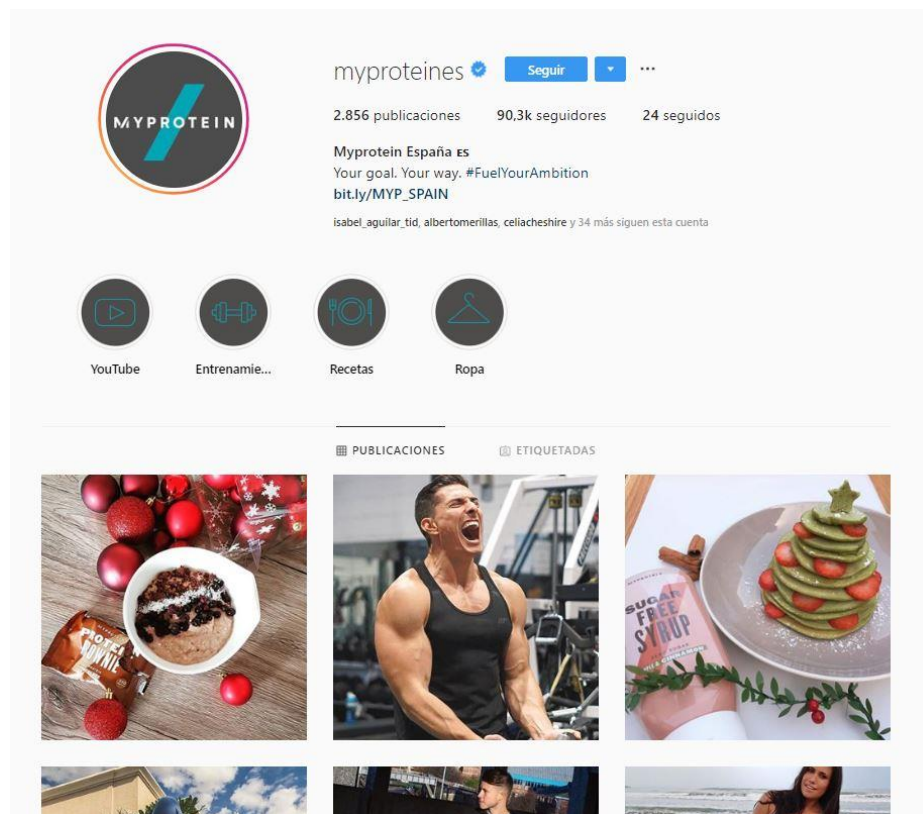 MYPROTEIN
myproteines
Seguir
...
2.856 publicaciones 90,3k seguidores 24 seguidos
Myprotein España ES
Your goal. Your way. #FuelYourAmbition
bit.ly/MYP_SPAIN
isabel_aguilar_tid, albertomerillas, celiacheshire y 34 más siguen esta cuenta
YouTube Entrenamie... Recetas Ropa
PUBLICACIONES ETIQUETADAS
PROTEIN
SUGAR
FREE
SYRUP